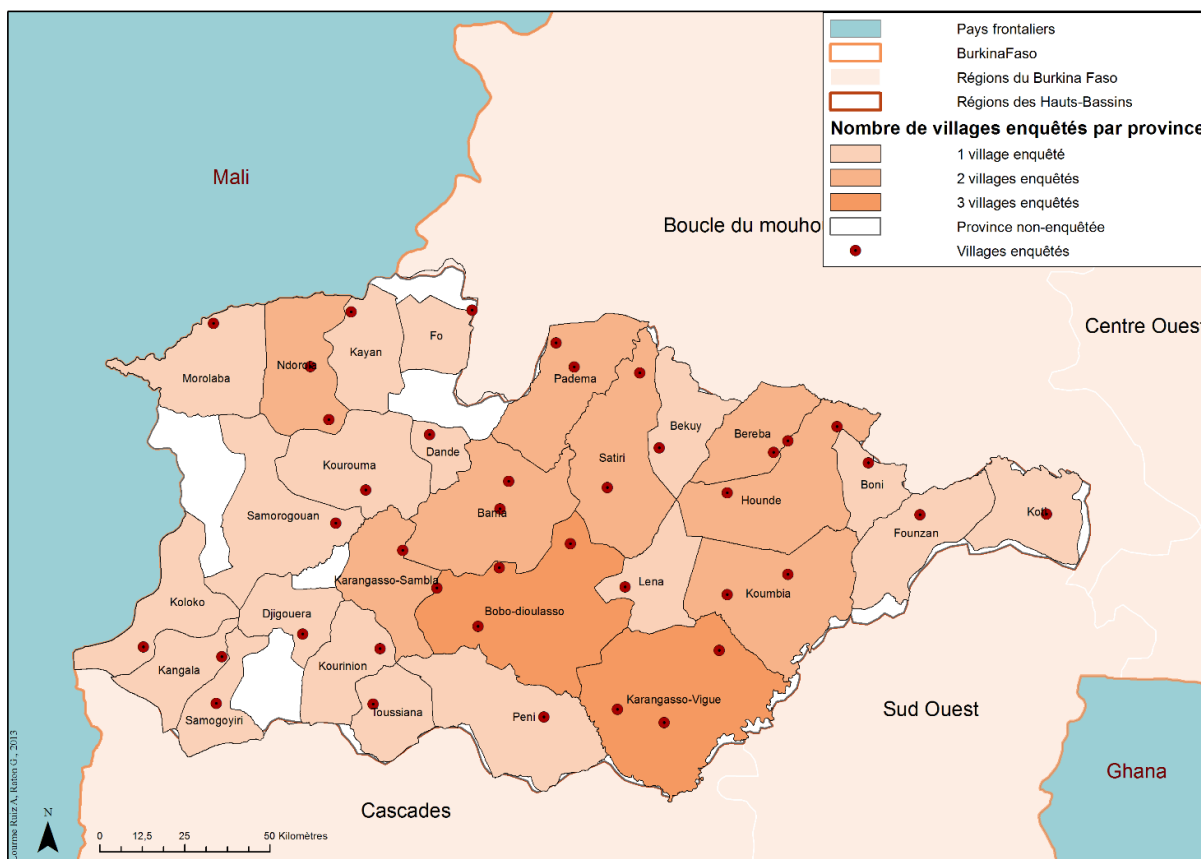 Pays frontaliers
BurkinaFaso
Régions du Burkina Faso
Régions des Hauts-Bassins
Nombre de villages enquêtés par province
1 village enquêté
2 villages enquêtés
3 villages enquêtés
Province non-enquêtée
Villages enquêtés
Mali
Boucle du mouho
Centre Ouest
Fo
Kayan
Ndorola
Morolaba
Padema
Bekuy
Bereba
Dande
Kourouma
Satiri
Boni
Hounde
Bama
Koti
Samorogouan
Founzan
Karangasso-Sambla
Lena
Koumbia
Koloko
Djigouera
Bobo-dioulasso
Kourinion
Kangala
Karangasso-Vigue
Samogoyiri
Toussiana
Peni
Sud Ouest
Ghana
Cascades
N
0 12,5 25 50 Kilomètres
Lourme Ruiz A, Raton G., 2013